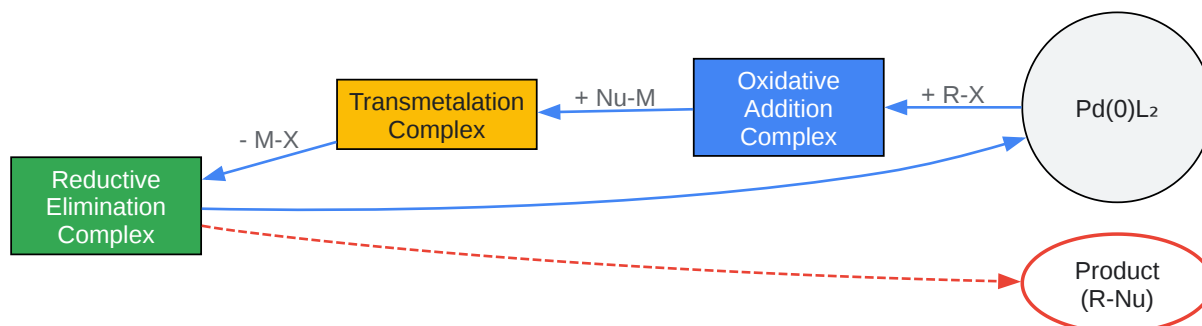 Oxidative
Addition
Complex
+ R-X
Pd(0)L₂
+ Nu-M
Transmetalation
Complex
- M-X
Reductive
Elimination
Complex
Product
(R-Nu)